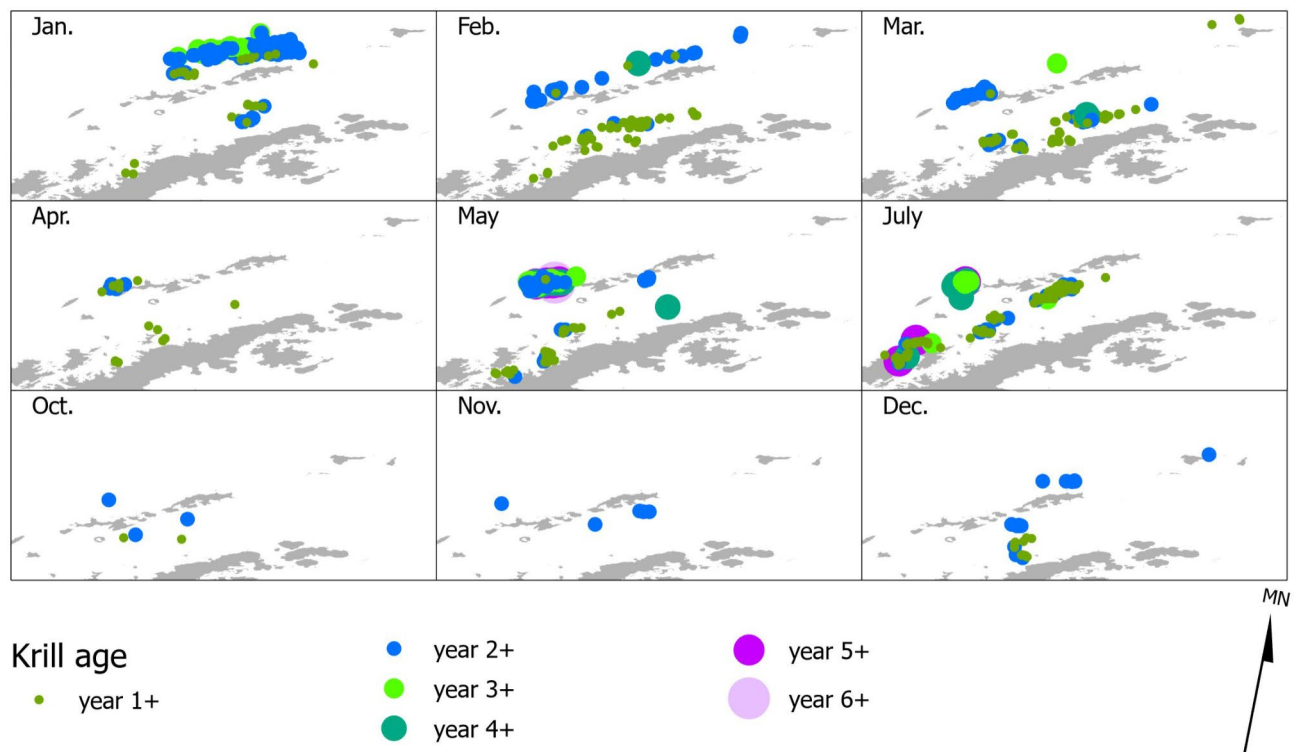 Jan.
Feb.
Mar.
Apr.
May
July
Oct.
Nov.
Dec.
MN
Krill age
year 1+
year 2+
year 3+
year 4+
year 5+
year 6+